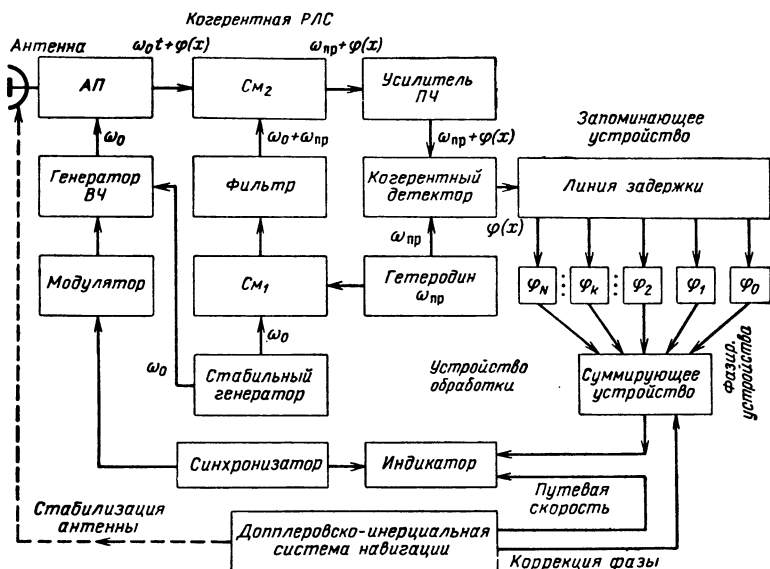 Когерентная РЛС
Антенна
ω₀t+φ(x)
ωпр+φ(x)
АП
См₂
Усилитель
ПЧ
ω₀
ω₀+ωпр
ωпр+φ(x)
Запоминающее
устройство
Генератор
ВЧ
Фильтр
Когерентный
детектор
Линия задержки
ωпр
φ(x)
Модулятор
См₁
Гетеродин
ωпр
φN
φk
φ₂
φ₁
φ₀
ω₀
ω₀
Стабильный
генератор
Устройство
обработки
Суммирующее
устройство
Фазир.
устройства
Синхронизатор
Индикатор
Стабилизация
антенны
Путевая
скорость
Допплеровско-инерциальная
система навигации
Коррекция фазы